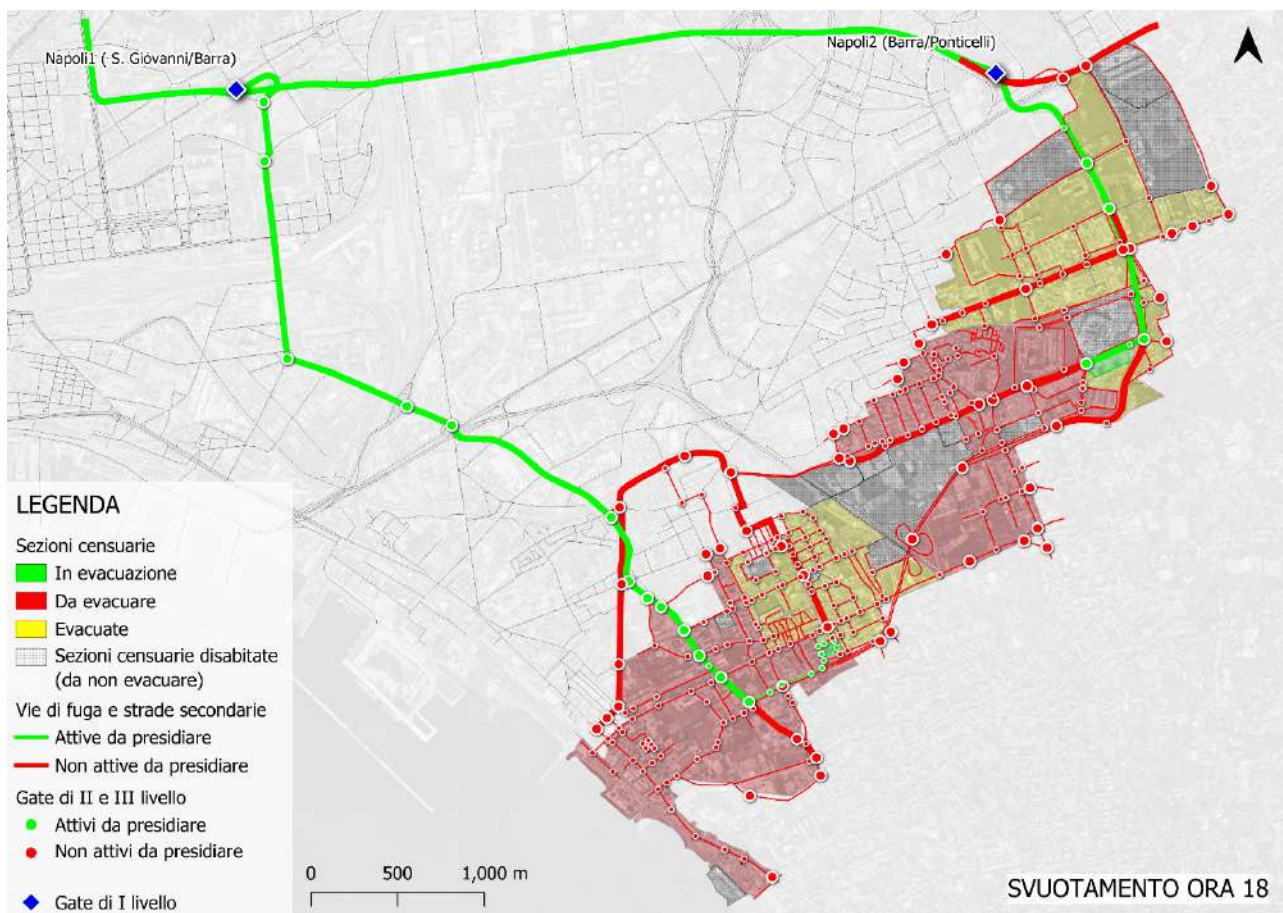 Napoli1 ( S. Giovanni/Barra)
Napoli2 (Barra/Ponticelli)
LEGENDA
Sezioni censuarie
In evacuazione
Da evacuare
Evacuate
Sezioni censuarie disabitate
(da non evacuare)
Vie di fuga e strade secondarie
Attive da presidiare
Non attive da presidiare
Gate di II e III livello
Attivi da presidiare
Non attivi da presidiare
Gate di I livello
0 500 1,000 m
SVUOTAMENTO ORA 18